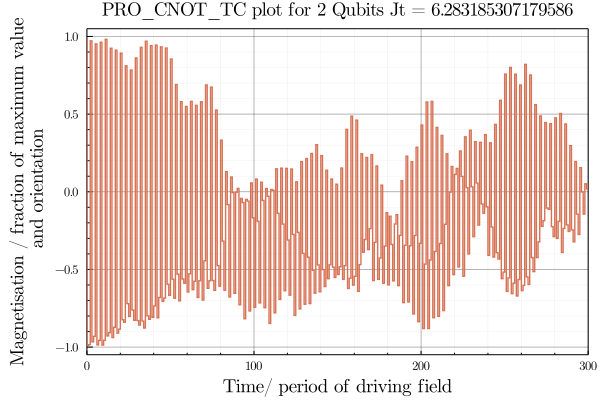 PRO_CNOT_TC plot for 2 Qubits Jt = 6.283185307179586
Magnetisation / fraction of maximum value
and orientation
1.0
0.5
0.0
−0.5
−1.0
0
100
200
300
Time/ period of driving field